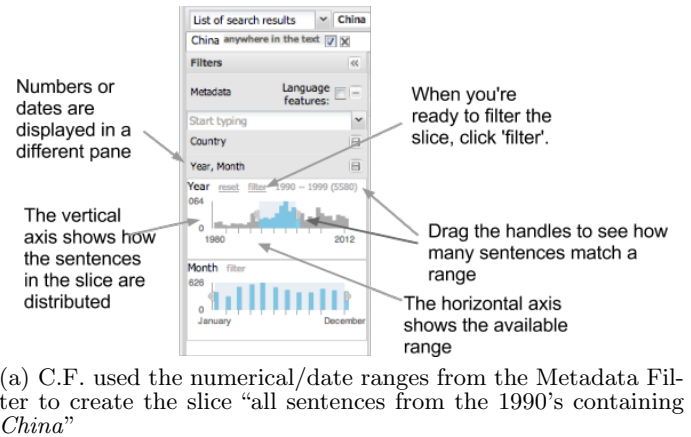 List of search results
China
China anywhere in the text
Filters
Metadata
Language
features:
Start typing
Country
Year, Month
Year reset filter 1990 -- 1999 (5580)
064
0
1980 2012
Month filter
626
0
January December
Numbers or
dates are
displayed in a
different pane
The vertical
axis shows how
the sentences
in the slice are
distributed
When you're
ready to filter the
slice, click 'filter'.
Drag the handles to see how
many sentences match a
range
The horizontal axis
shows the available
range
(a) C.F. used the numerical/date ranges from the Metadata Fil-
ter to create the slice “all sentences from the 1990’s containing
China”